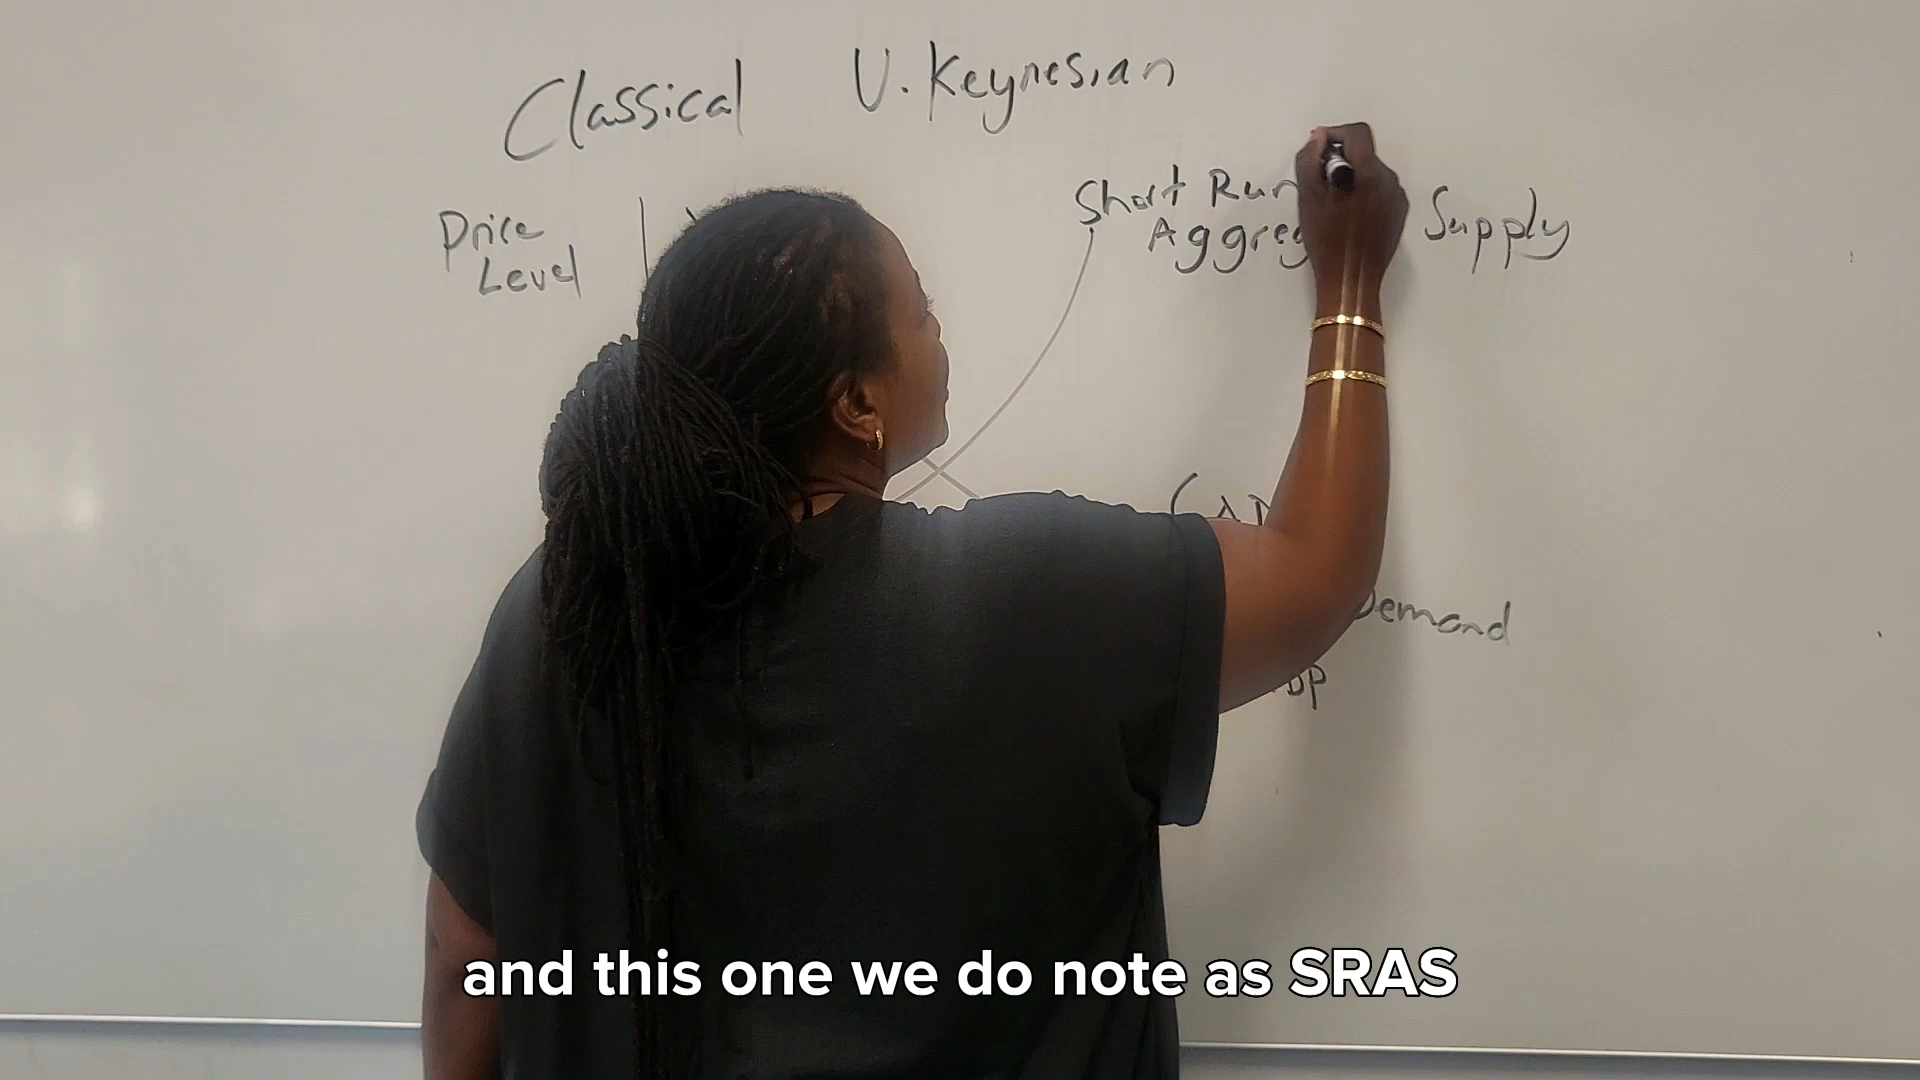 Classical V. Keynesian
Short Run
Price
Level
Supply
Demand
and this one we do note as SRAS